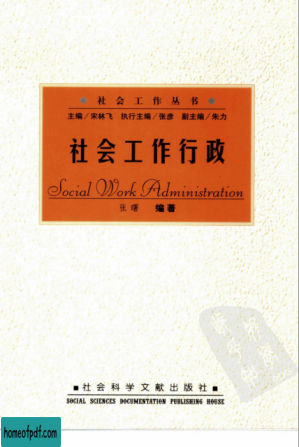 社会工作丛书
主编/宋林飞 执行主编/张彦 副主编/朱力
社会工作行政
Social Work Administration
张曙 编著
社会科学文献出版社
SOCIAL SCIENCES DOCUMENTATION PUBLISHING HOUSE
homeofpdf.com